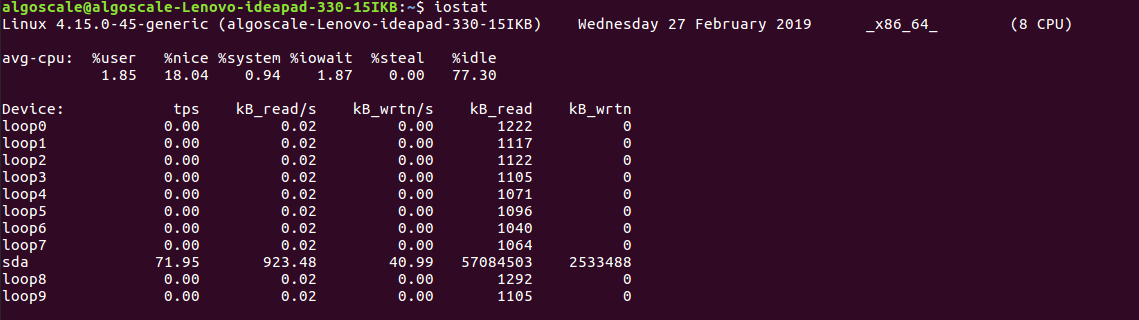 algoscale@algoscale-Lenovo-ideapad-330-15IKB:~$ iostat
Linux 4.15.0-45-generic (algoscale-Lenovo-ideapad-330-15IKB)    Wednesday 27 February 2019      _x86_64_        (8 CPU)
avg-cpu:  %user   %nice %system %iowait  %steal   %idle
           1.85   18.04    0.94    1.87    0.00   77.30
Device:            tps    kB_read/s    kB_wrtn/s    kB_read    kB_wrtn
loop0             0.00         0.02         0.00       1222          0
loop1             0.00         0.02         0.00       1117          0
loop2             0.00         0.02         0.00       1122          0
loop3             0.00         0.02         0.00       1105          0
loop4             0.00         0.02         0.00       1071          0
loop5             0.00         0.02         0.00       1096          0
loop6             0.00         0.02         0.00       1040          0
loop7             0.00         0.02         0.00       1064          0
sda              71.95       923.48        40.99   57084503    2533488
loop8             0.00         0.02         0.00       1292          0
loop9             0.00         0.02         0.00       1105          0